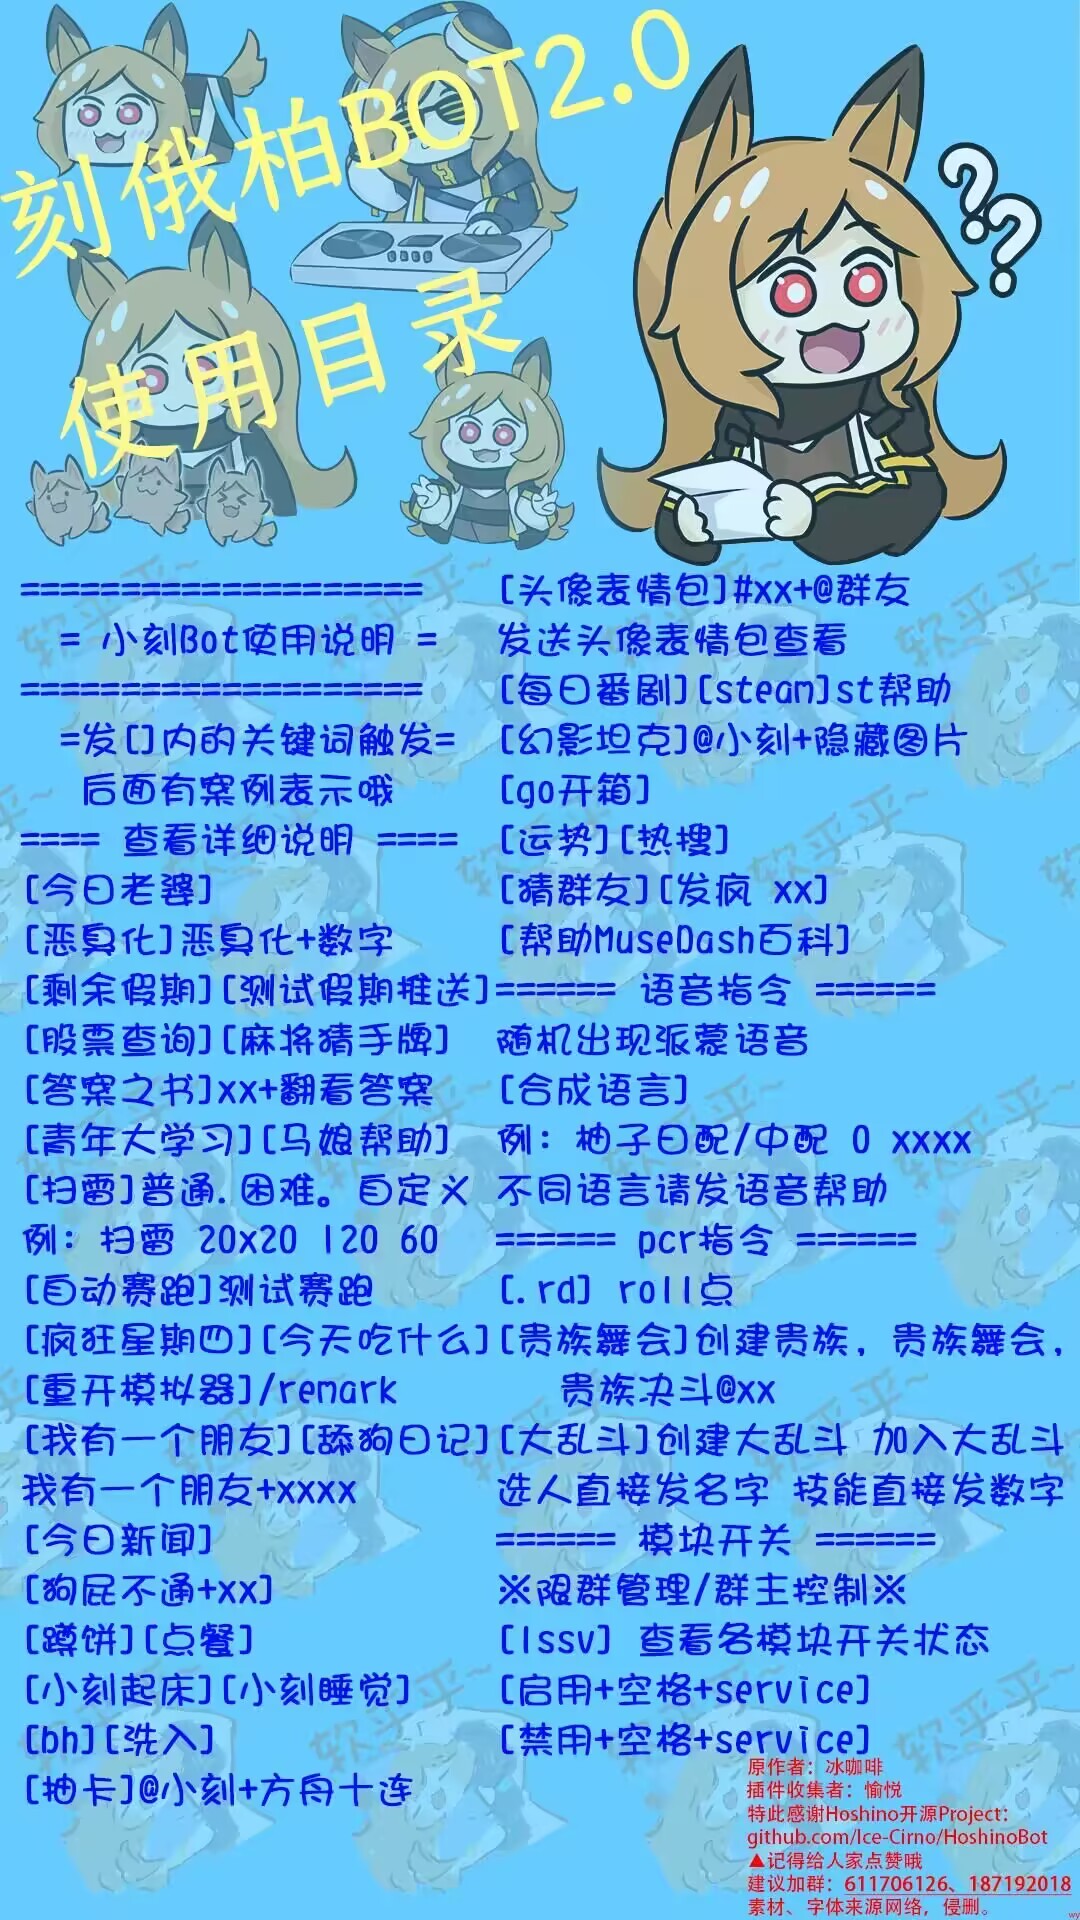 刻俄柏BOT2.0
使用目录
??
====================
= 小刻Bot使用说明 =
====================
=发[]内的关键词触发=
后面有案例表示哦
==== 查看详细说明 ====
[今日老婆]
[恶臭化]恶臭化+数字
[剩余假期][测试假期推送]
[股票查询][麻将猜手牌]
[答案之书]xx+翻看答案
[青年大学习][马娘帮助]
[扫雷]普通.困难。自定义
例: 扫雷 20x20 120 60
[自动赛跑]测试赛跑
[疯狂星期四][今天吃什么]
[重开模拟器]/remark
[我有一个朋友][舔狗日记]
我有一个朋友+xxxx
[今日新闻]
[狗屁不通+xx]
[蹲饼][点餐]
[小刻起床][小刻睡觉]
[bh][洗入]
[抽卡]@小刻+方舟十连
[头像表情包]#xx+@群友
发送头像表情包查看
[每日番剧][steam]st帮助
[幻影坦克]@小刻+隐藏图片
[go开箱]
[运势][热搜]
[猜群友][发疯 xx]
[帮助MuseDash百科]
====== 语音指令 ======
随机出现派蒙语音
[合成语言]
例: 柚子日配/中配 0 xxxx
不同语言请发语音帮助
====== pcr指令 ======
[.rd] roll点
[贵族舞会]创建贵族, 贵族舞会,
贵族决斗@xx
[大乱斗]创建大乱斗 加入大乱斗
选人直接发名字 技能直接发数字
====== 模块开关 ======
※限群管理/群主控制※
[lssv] 查看各模块开关状态
[启用+空格+service]
[禁用+空格+service]
原作者: 冰咖啡
插件收集者: 愉悦
特此感谢Hoshino开源Project:
github.com/Ice-Cirno/HoshinoBot
▲记得给人家点赞哦
建议加群: 611706126、187192018
素材、字体来源网络, 侵删。
wy
软乎乎~